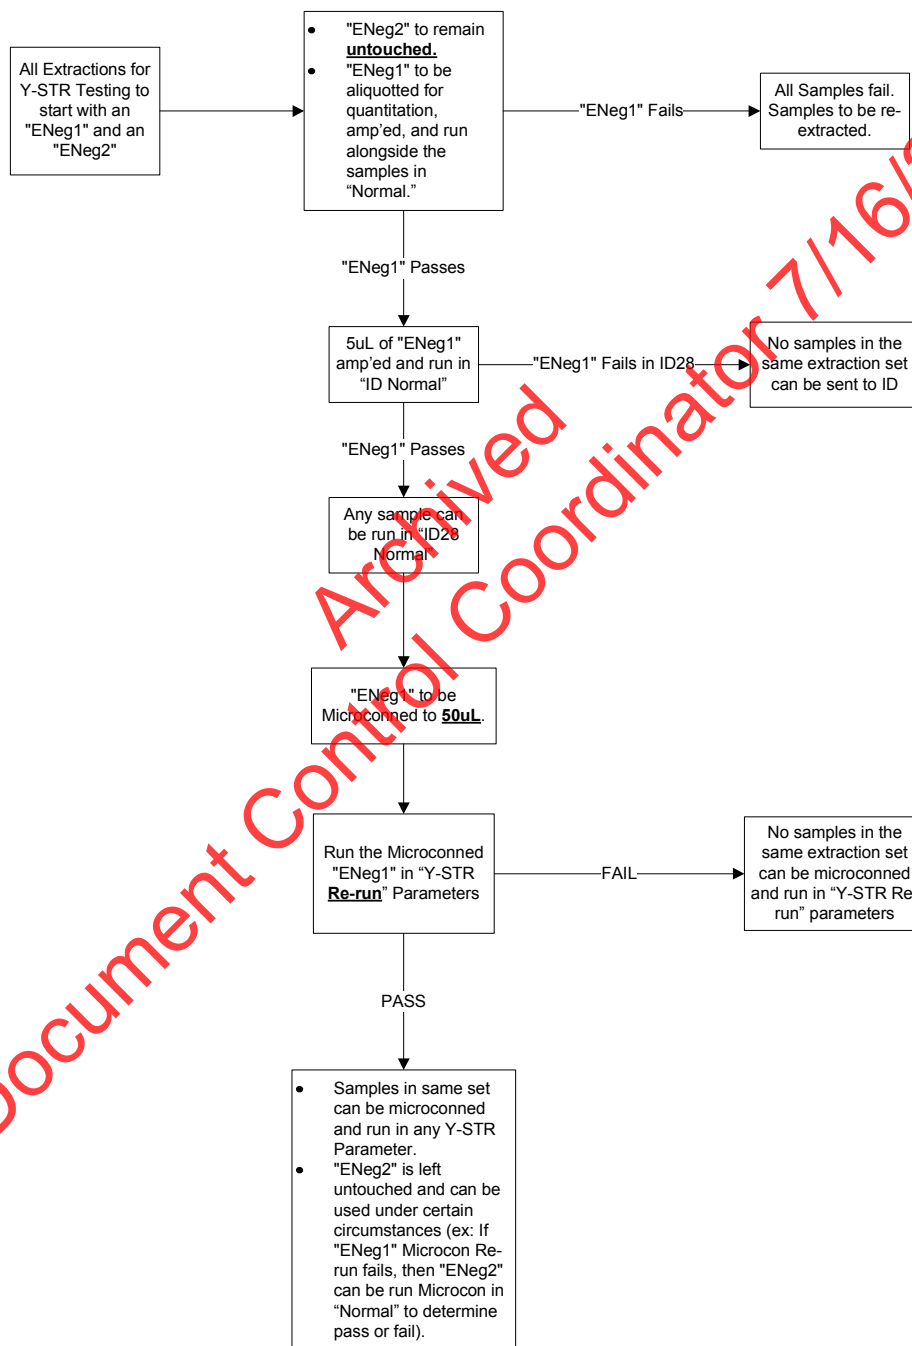 All Extractions for
Y-STR Testing to
start with an
"ENeg1" and an
"ENeg2"
• "ENeg2" to remain
untouched.
• "ENeg1" to be
aliquotted for
quantitation,
amp'ed, and run
alongside the
samples in
“Normal.”
"ENeg1" Fails
All Samples fail.
Samples to be re-
extracted.
"ENeg1" Passes
5uL of "ENeg1"
amp'ed and run in
“ID Normal”
"ENeg1" Fails in ID28
No samples in the
same extraction set
can be sent to ID
"ENeg1" Passes
Any sample can
be run in “ID28
Normal”
"ENeg1" to be
Microconned to 50uL.
Run the Microconned
"ENeg1" in “Y-STR
Re-run” Parameters
FAIL
No samples in the
same extraction set
can be microconned
and run in “Y-STR Re-
run” parameters
PASS
• Samples in same set
can be microconned
and run in any Y-STR
Parameter.
• "ENeg2" is left
untouched and can be
used under certain
circumstances (ex: If
"ENeg1" Microcon Re-
run fails, then "ENeg2"
can be run Microcon in
“Normal” to determine
pass or fail).
Archived
Document Control Coordinator 7/16/